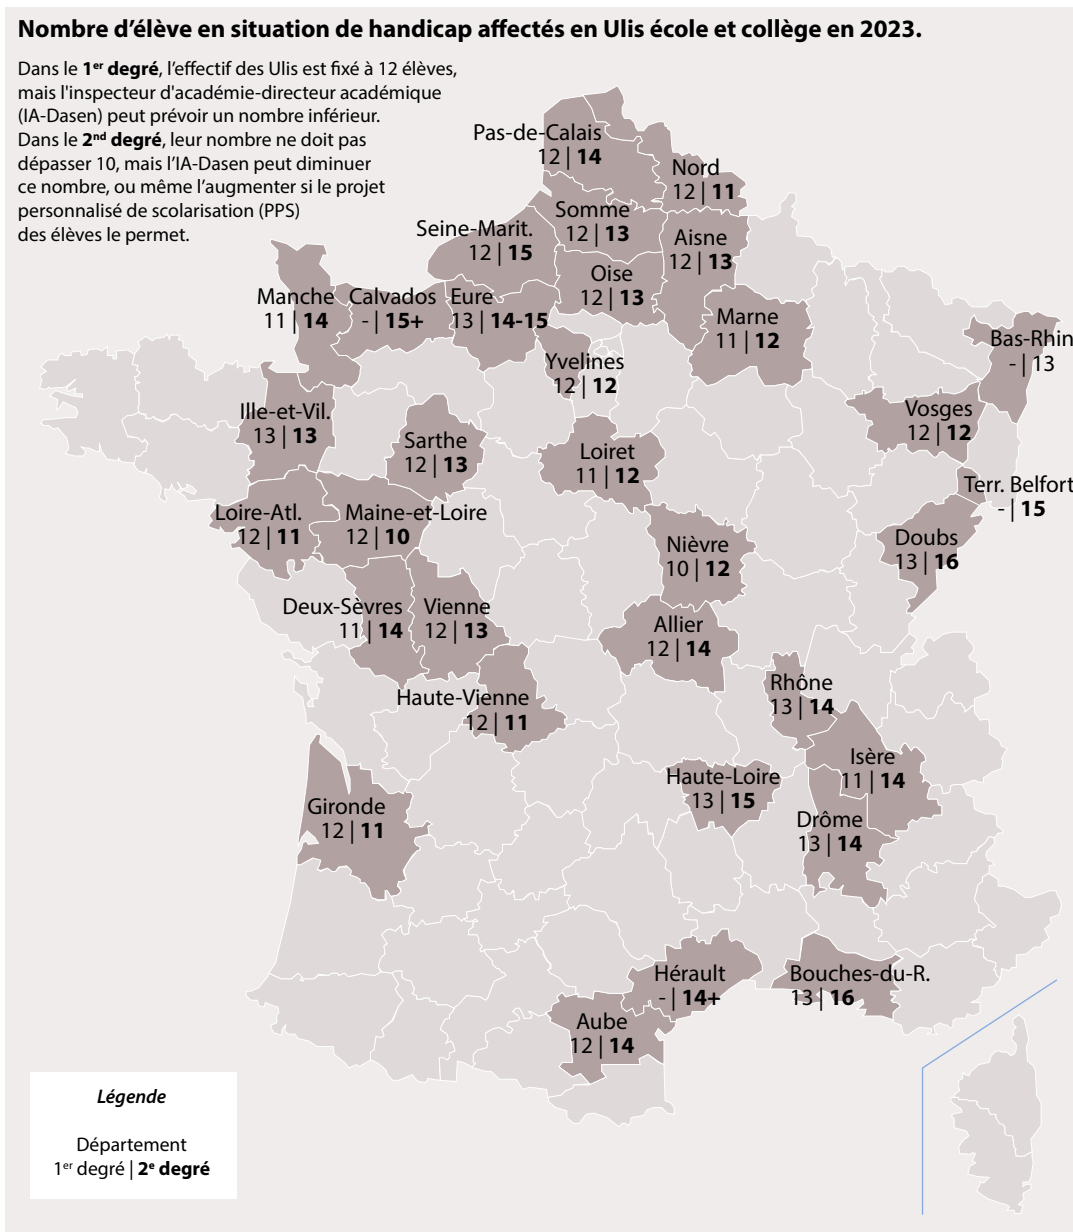 Nombre d’élève en situation de handicap affectés en Ulis école et collège en 2023.
Dans le 1er degré, l’effectif des Ulis est fixé à 12 élèves,
mais l'inspecteur d'académie-directeur académique
(IA-Dasen) peut prévoir un nombre inférieur.
Dans le 2nd degré, leur nombre ne doit pas
dépasser 10, mais l’IA-Dasen peut diminuer
ce nombre, ou même l’augmenter si le projet
personnalisé de scolarisation (PPS)
des élèves le permet.
Pas-de-Calais
12 | 14
Nord
12 | 11
Somme
12 | 13
Seine-Marit.
12 | 15
Aisne
12 | 13
Oise
12 | 13
Manche
11 | 14
Calvados
- | 15+
Eure
13 | 14-15
Marne
11 | 12
Bas-Rhin
- | 13
Yvelines
12 | 12
Ille-et-Vil.
13 | 13
Vosges
12 | 12
Sarthe
12 | 13
Loiret
11 | 12
Terr. Belfort
- | 15
Loire-Atl.
12 | 11
Maine-et-Loire
12 | 10
Nièvre
10 | 12
Doubs
13 | 16
Deux-Sèvres
11 | 14
Vienne
12 | 13
Allier
12 | 14
Rhône
13 | 14
Haute-Vienne
12 | 11
Isère
11 | 14
Haute-Loire
13 | 15
Gironde
12 | 11
Drôme
13 | 14
Hérault
- | 14+
Bouches-du-R.
13 | 16
Aube
12 | 14
Légende
Département
1er degré | 2e degré